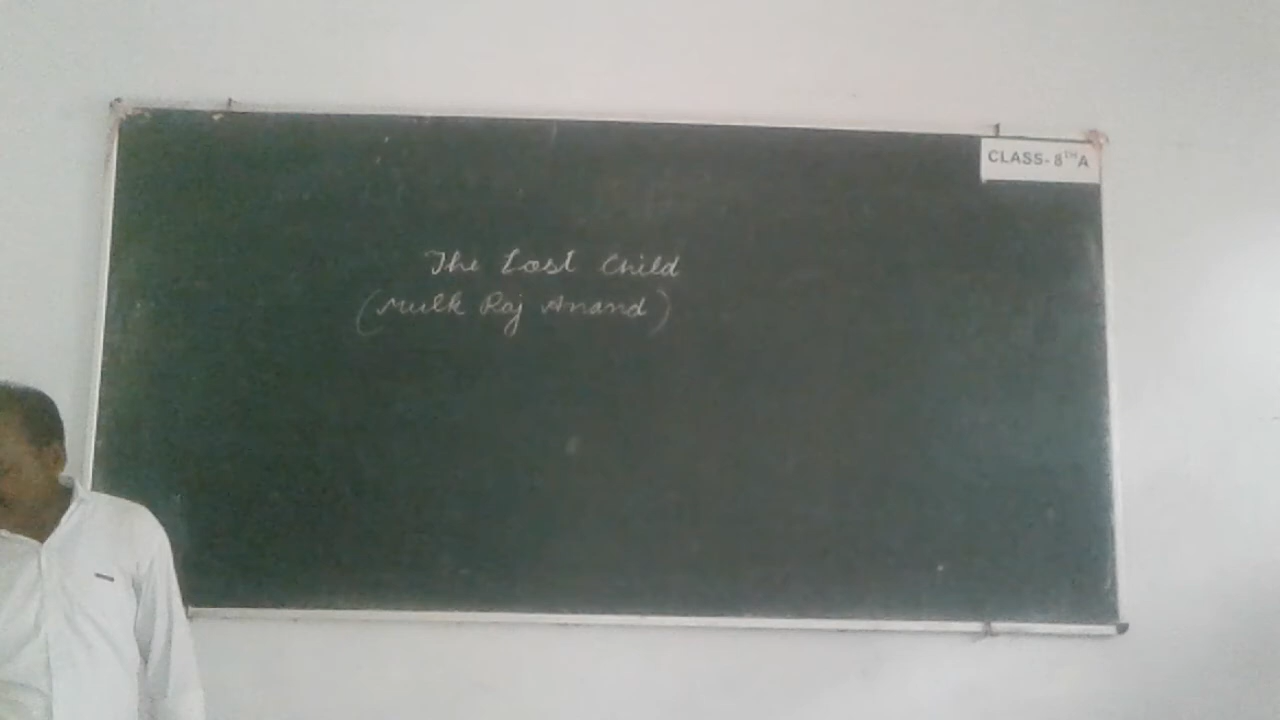 CLASS- 8TH A
The Lost Child
(Mulk Raj Anand)